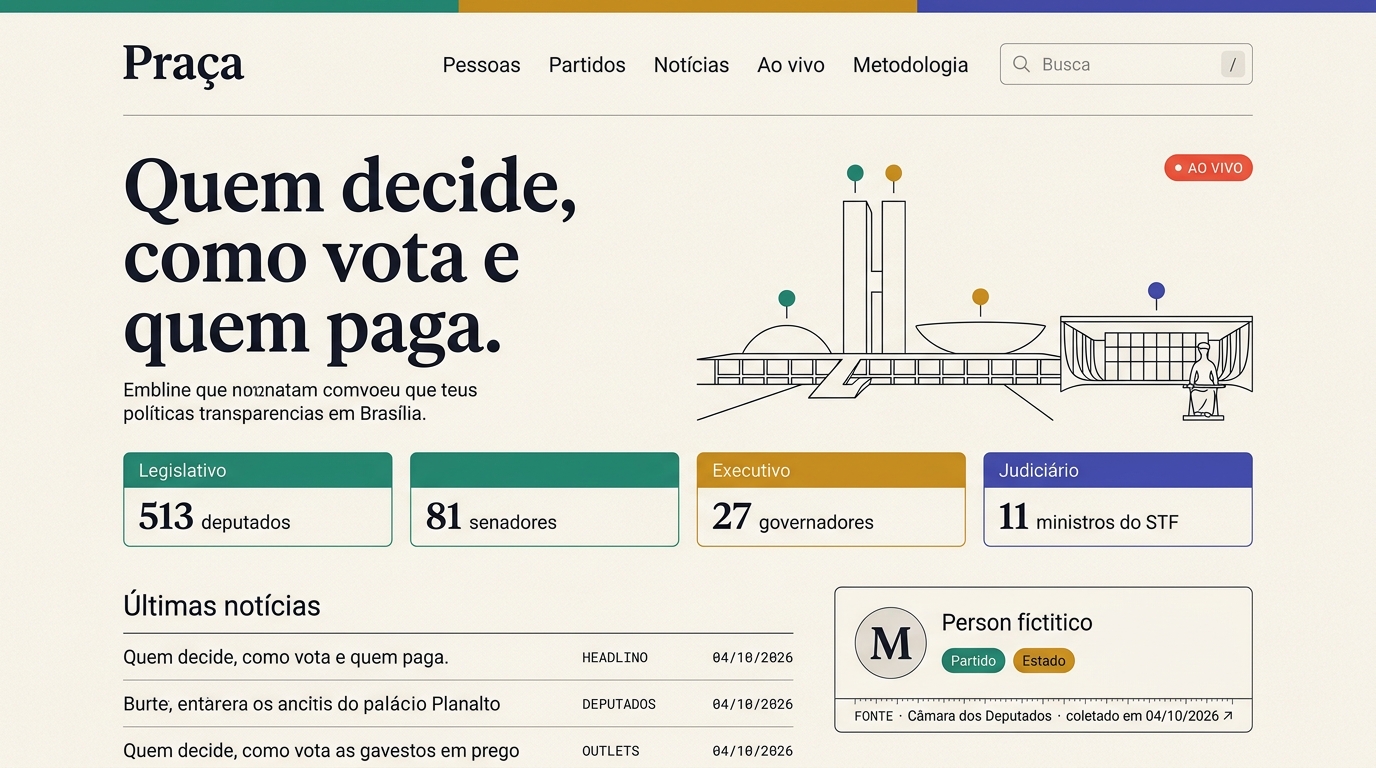 Praça
Pessoas Partidos Notícias Ao vivo Metodologia
Busca /
Quem decide,
como vota e
quem paga.
Embline que comvoeu que teus
políticas transparencias em Brasília.
AO VIVO
Legislativo
513 deputados
81 senadores
Executivo
27 governadores
Judiciário
11 ministros do STF
Últimas notícias
Quem decide, como vota e quem paga. HEADLINO 04/10/2026
Burte, entarera os ancitis do palácio Planalto DEPUTADOS 04/10/2026
Quem decide, como vota as gavestos em prego OUTLETS 04/10/2026
M
Person fíctitico
Partido Estado
FONTE · Câmara dos Deputados · coletado em 04/10/2026 ↗